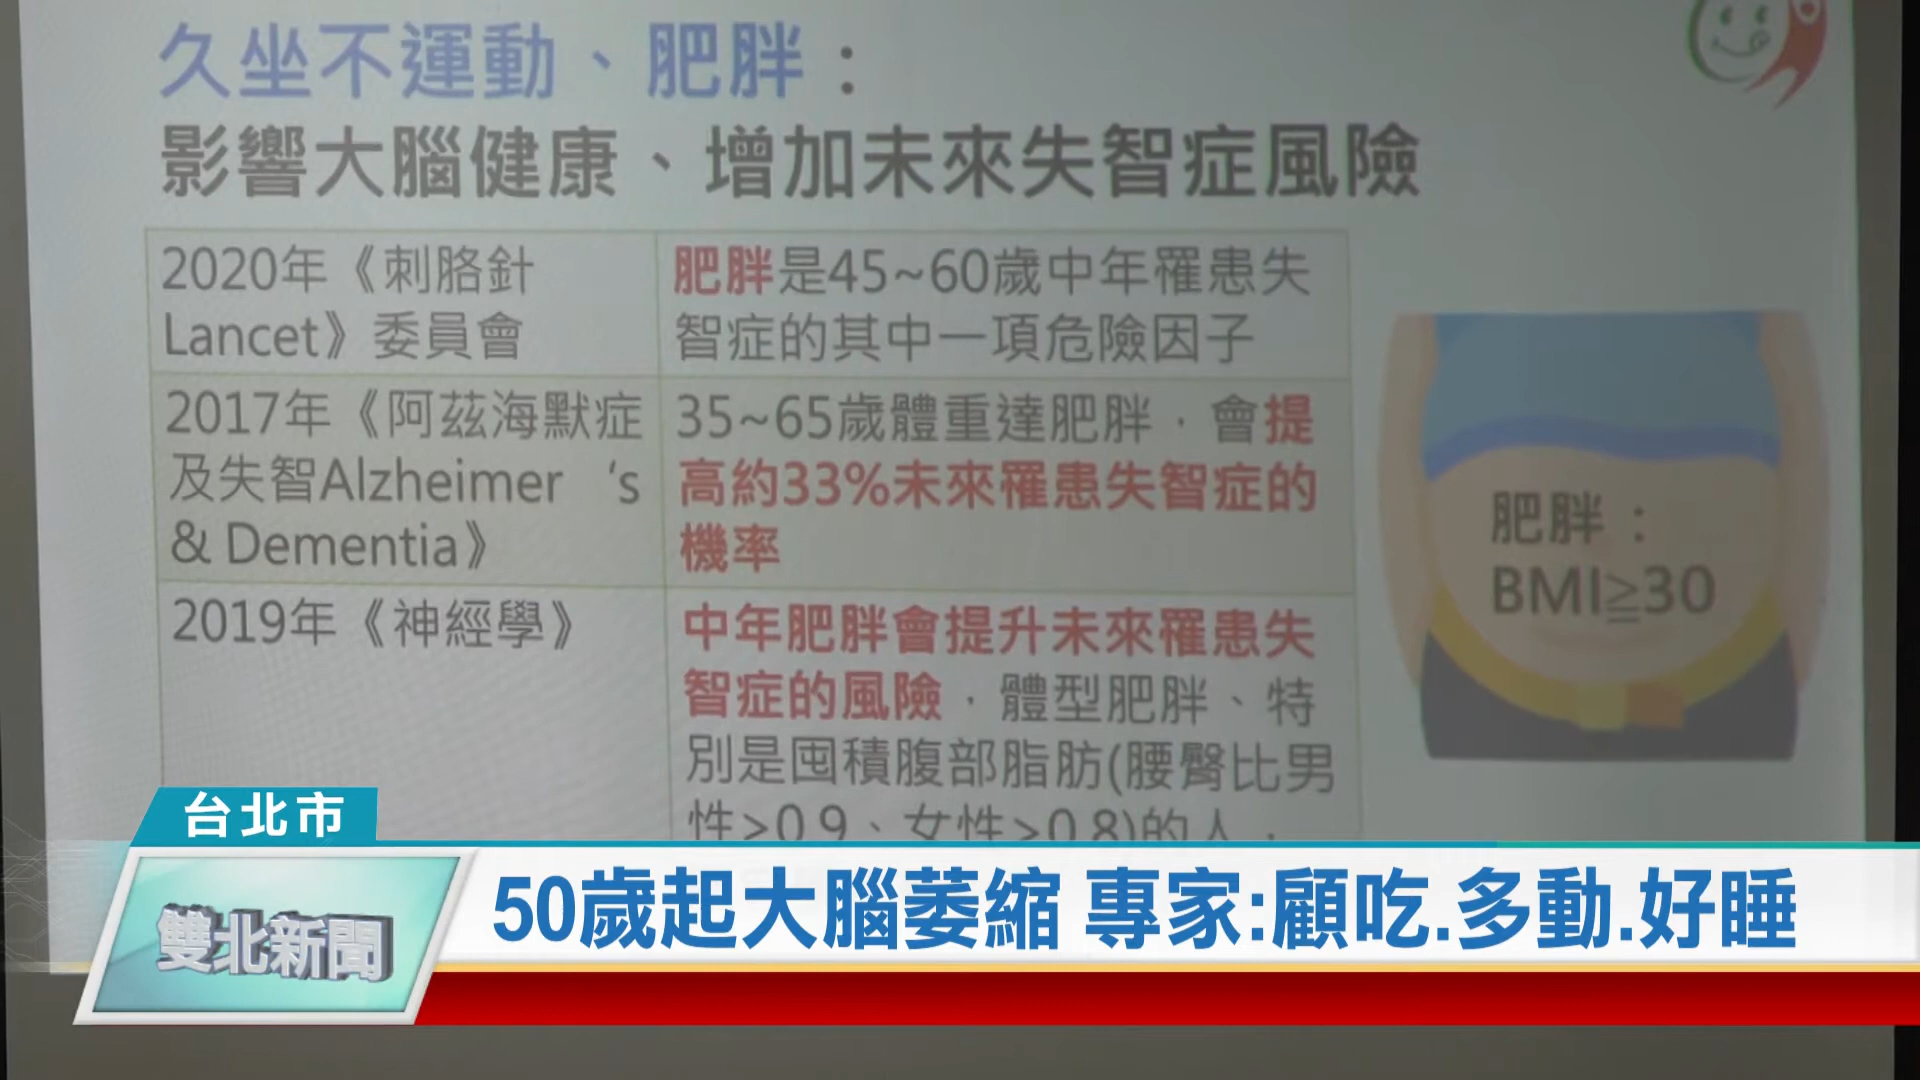 久坐不運動、肥胖：
影響大腦健康、增加未來失智症風險
2020年《刺胳針
Lancet》委員會
肥胖是45~60歲中年罹患失
智症的其中一項危險因子
2017年《阿茲海默症
及失智Alzheimer ‘s
& Dementia》
35~65歲體重達肥胖，會提
高約33%未來罹患失智症的
機率
2019年《神經學》
中年肥胖會提升未來罹患失
智症的風險，體型肥胖、特
別是囤積腹部脂肪(腰臀比男
性>0.9、女性>0.8)的人，
肥胖：
BMI≧30
台北市
雙北新聞
50歲起大腦萎縮 專家:顧吃.多動.好睡